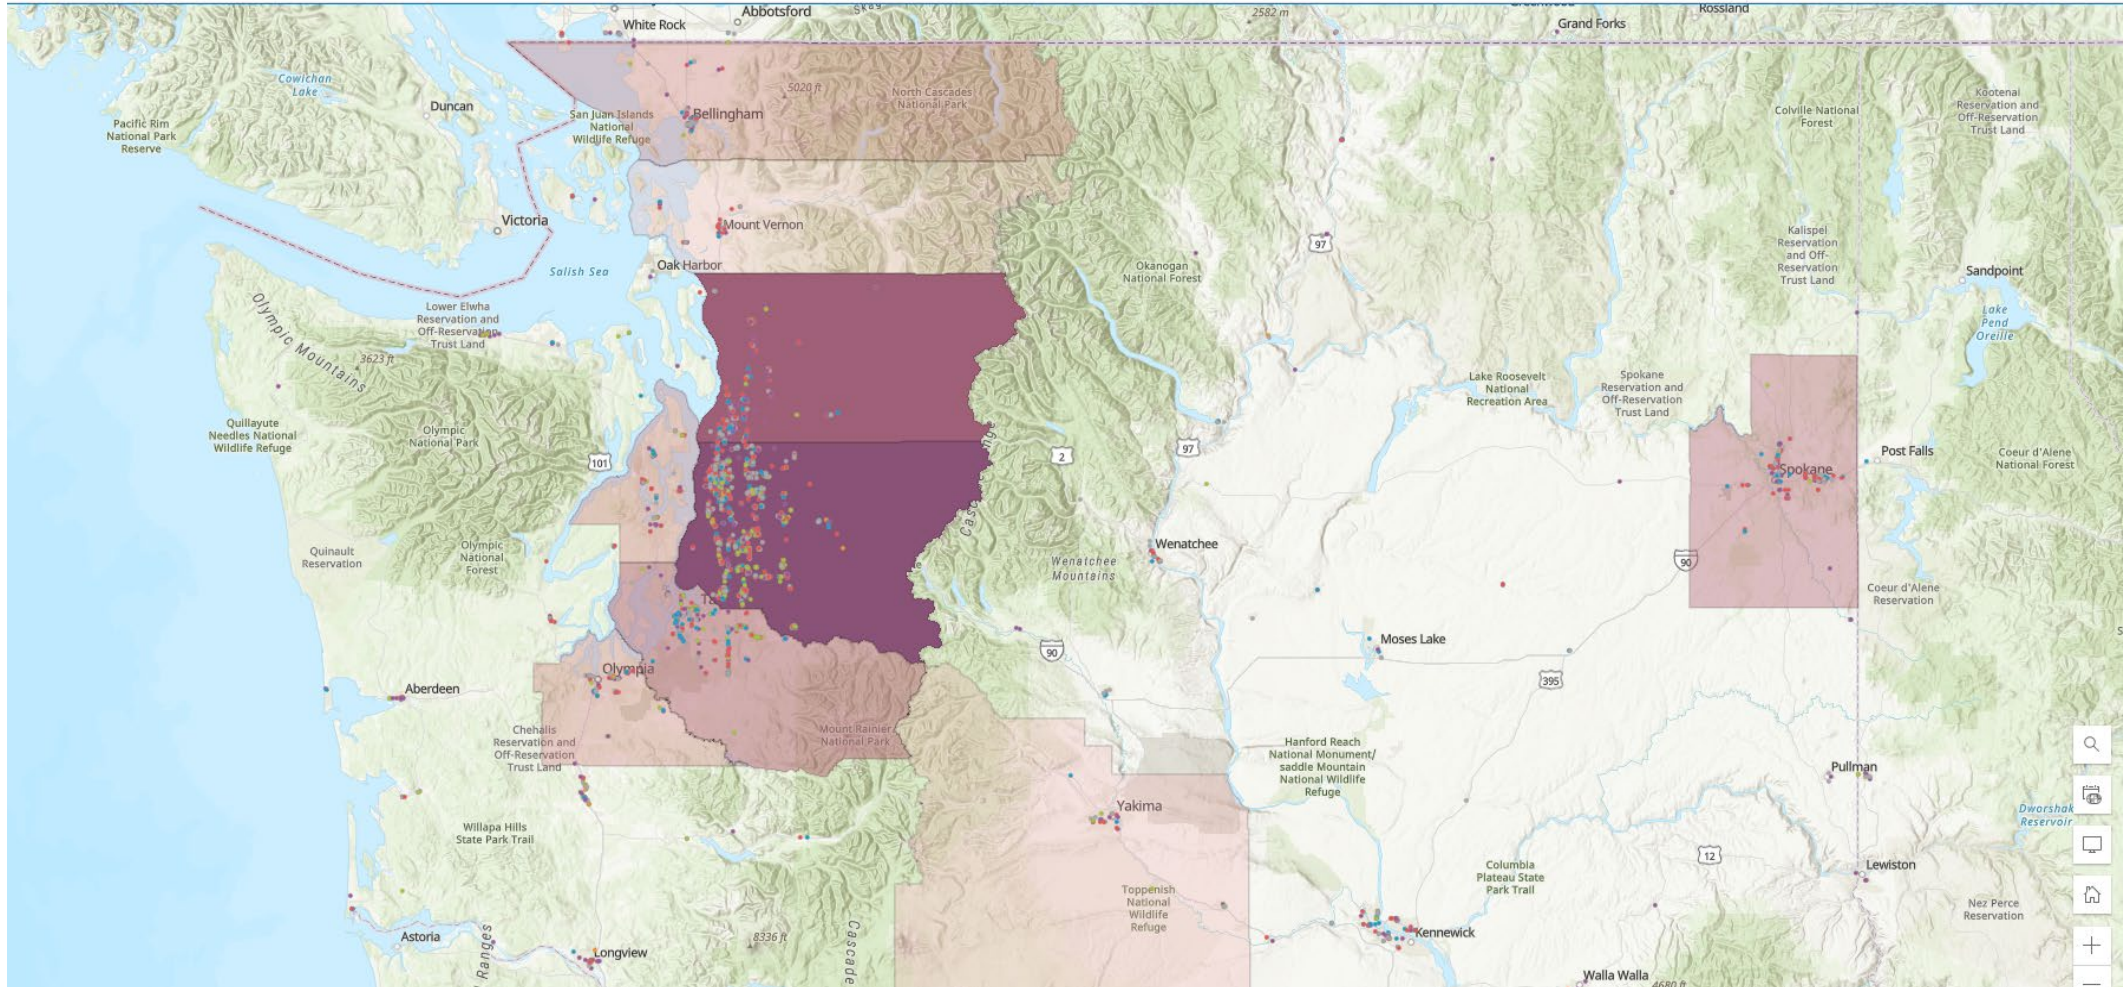 Abbotsford
White Rock
2582 m
Grand Forks
Rossland
Cowichan
Lake
Duncan
Pacific Rim
National Park
Reserve
San Juan Islands
National
Wildlife Refuge
Bellingham
5020 ft
North Cascades
National Park
Colville National
Forest
Kootenai
Reservation and
Off-Reservation
Trust Land
Victoria
Mount Vernon
97
Kalispel
Reservation
and Off-
Reservation
Trust Land
Salish Sea
Oak Harbor
Okanogan
National Forest
Sandpoint
Lake
Pend
Oreille
Olympic Mountains
Lower Elwha
Reservation and
Off-Reservation
Trust Land
3623 ft
Lake Roosevelt
National
Recreation Area
Spokane
Reservation and
Off-Reservation
Trust Land
Quillayute
Needles National
Wildlife Refuge
Olympic
National Park
101
2
97
Post Falls
Coeur d'Alene
National Forest
Spokane
Quinault
Reservation
Olympic
National
Forest
Wenatchee
Wenatchee
Mountains
90
Coeur d'Alene
Reservation
90
Moses Lake
395
Olympia
Aberdeen
Chehalis
Reservation and
Off-Reservation
Trust Land
Mount Rainier
National Park
Hanford Reach
National Monument/
saddle Mountain
National Wildlife
Refuge
Pullman
Dworshak
Reservoir
Yakima
Willapa Hills
State Park Trail
12
Lewiston
Columbia
Plateau State
Park Trail
Toppenish
National
Wildlife
Refuge
Nez Perce
Reservation
Astoria
Ranges
Longview
8336 ft
Cascade
Kennewick
Walla Walla
4680 ft